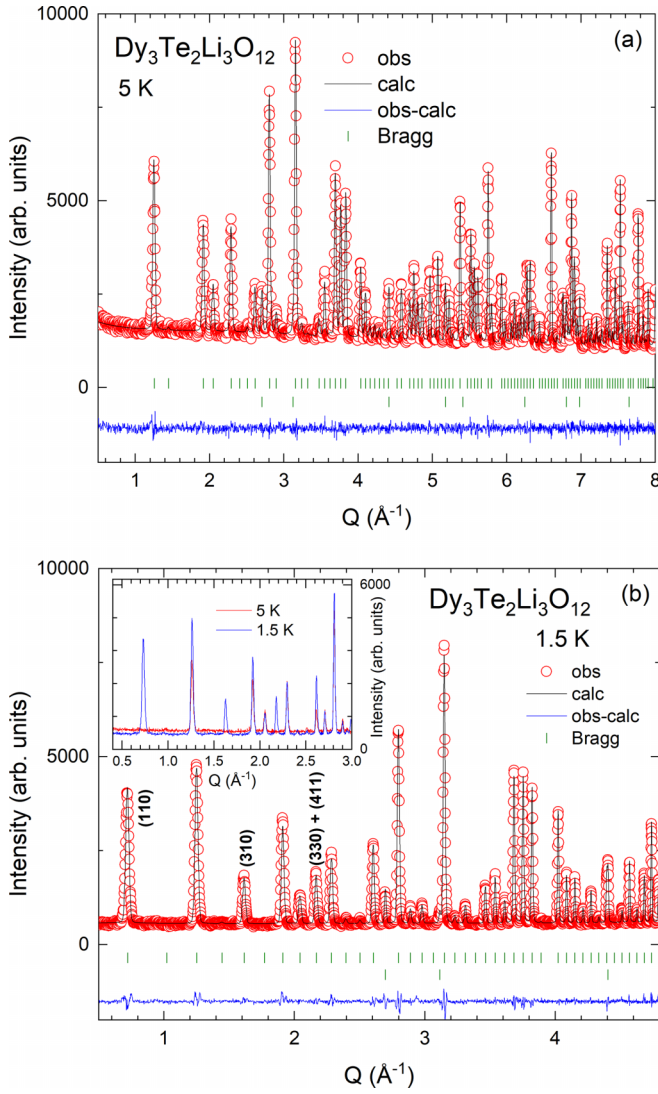 10000
(a)
Dy₃Te₂Li₃O₁₂
5 K
obs
calc
obs-calc
Bragg
5000
0
Intensity (arb. units)
1 2 3 4 5 6 7 8
Q (Å⁻¹)
10000
(b)
6000
5 K
1.5 K
Intensity (arb. units)
0
0.5 1.0 1.5 2.0 2.5 3.0
Q (Å⁻¹)
Dy₃Te₂Li₃O₁₂
1.5 K
obs
calc
obs-calc
Bragg
5000
(110)
(310)
(330) + (411)
0
Intensity (arb. units)
1 2 3 4
Q (Å⁻¹)